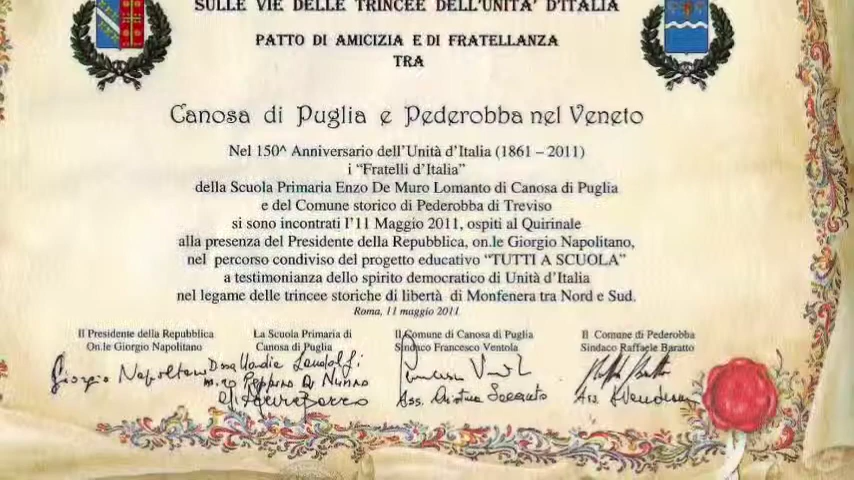 SULLE VIE DELLE TRINCEE DELL'UNITA' D'ITALIA
PATTO DI AMICIZIA E DI FRATELLANZA
TRA
Canosa di Puglia e Pederobba nel Veneto
Nel 150^ Anniversario dell'Unità d'Italia (1861 – 2011)
i "Fratelli d'Italia"
della Scuola Primaria Enzo De Muro Lomanto di Canosa di Puglia
e del Comune storico di Pederobba di Treviso
si sono incontrati l'11 Maggio 2011, ospiti al Quirinale
alla presenza del Presidente della Repubblica, on.le Giorgio Napolitano,
nel percorso condiviso del progetto educativo "TUTTI A SCUOLA"
a testimonianza dello spirito democratico di Unità d'Italia
nel legame delle trincee storiche di libertà di Monfenera tra Nord e Sud.
Roma, 11 maggio 2011
Il Presidente della Repubblica La Scuola Primaria di Il Comune di Canosa di Puglia Il Comune di Pederobba
On.le Giorgio Napolitano Canosa di Puglia Sindaco Francesco Ventola Sindaco Raffaele Baratto
Giorgio Napolitano
Peppino Di Nunno
Ass.